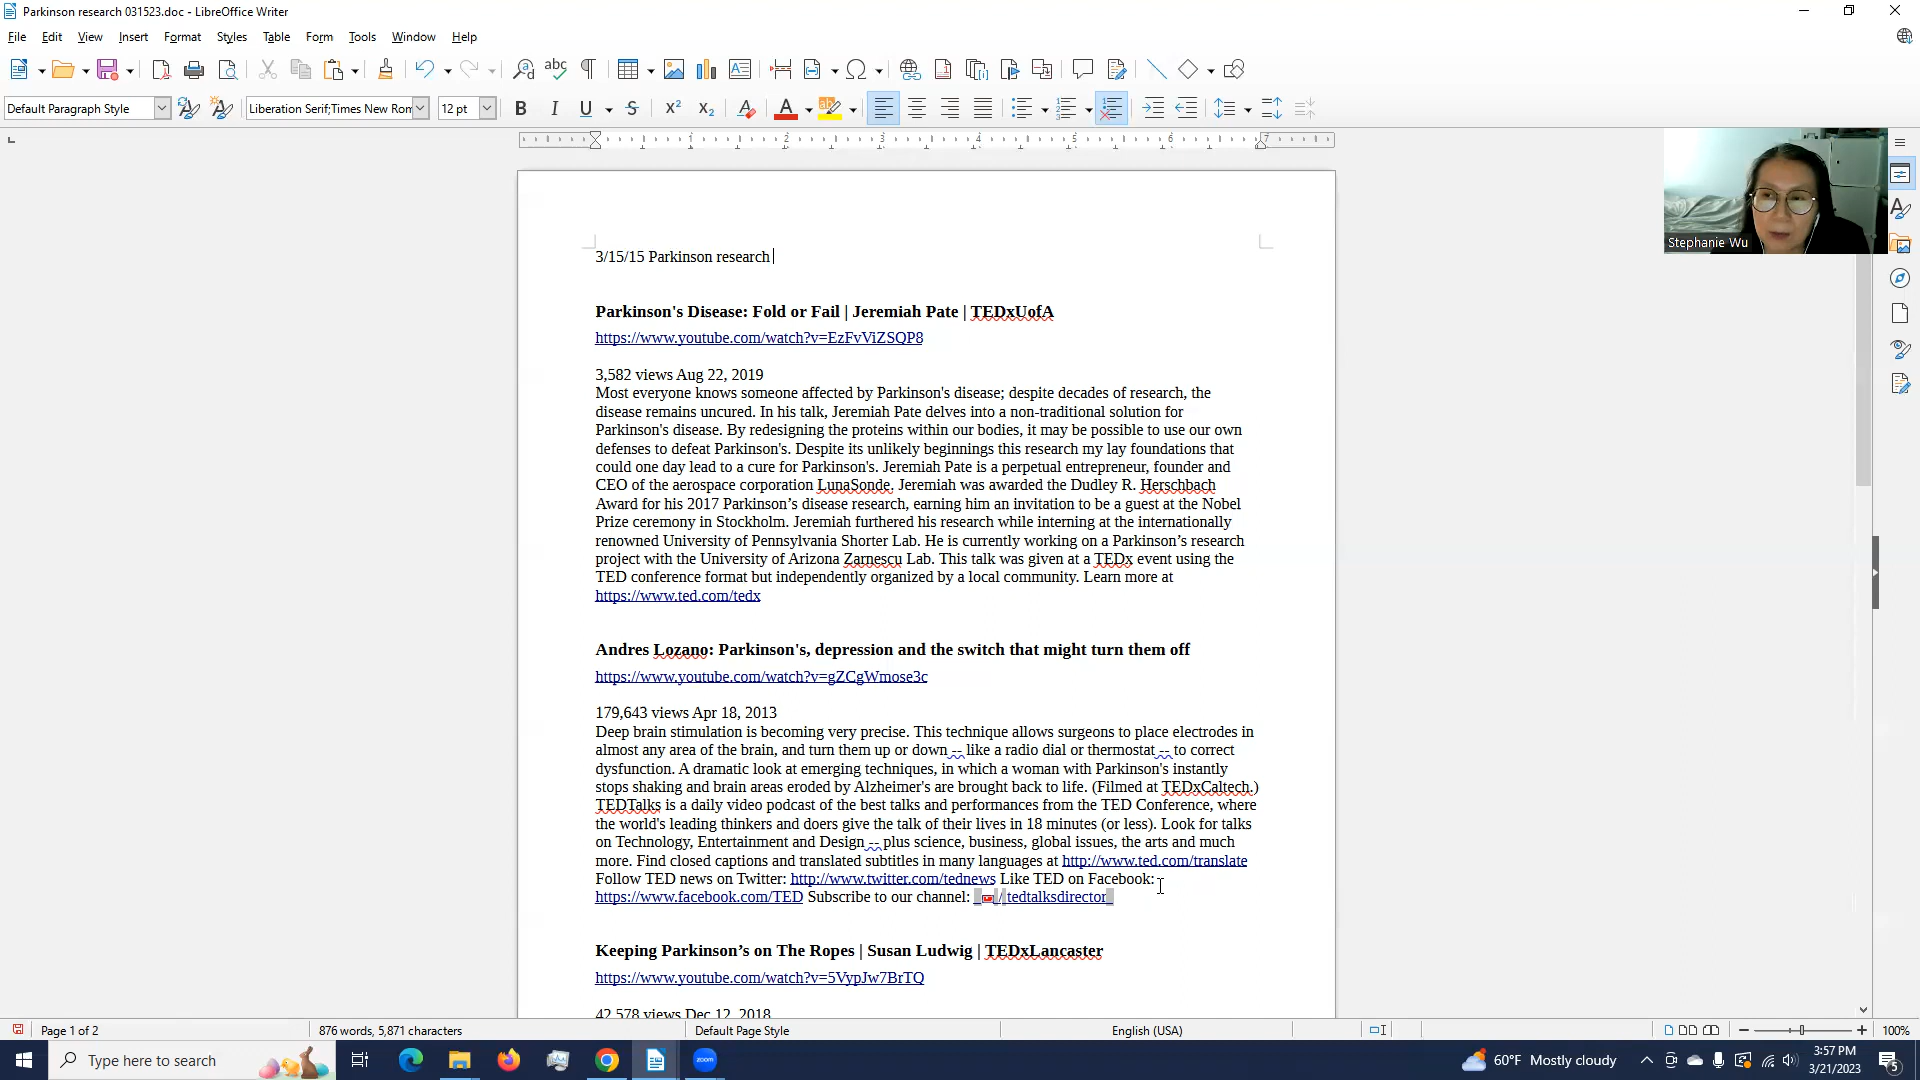 Parkinson research 031523.doc - LibreOffice Writer
File Edit View Insert Format Styles Table Form Tools Window Help
Default Paragraph Style Liberation Serif;Times New Ron 12 pt
1 2 3 4 5 6 7
Stephanie Wu
3/15/15 Parkinson research
Parkinson's Disease: Fold or Fail | Jeremiah Pate | TEDxUofA
https://www.youtube.com/watch?v=EzFvViZSQP8
3,582 views Aug 22, 2019
Most everyone knows someone affected by Parkinson's disease; despite decades of research, the
disease remains uncured. In his talk, Jeremiah Pate delves into a non-traditional solution for
Parkinson's disease. By redesigning the proteins within our bodies, it may be possible to use our own
defenses to defeat Parkinson's. Despite its unlikely beginnings this research my lay foundations that
could one day lead to a cure for Parkinson's. Jeremiah Pate is a perpetual entrepreneur, founder and
CEO of the aerospace corporation LunaSonde. Jeremiah was awarded the Dudley R. Herschbach
Award for his 2017 Parkinson’s disease research, earning him an invitation to be a guest at the Nobel
Prize ceremony in Stockholm. Jeremiah furthered his research while interning at the internationally
renowned University of Pennsylvania Shorter Lab. He is currently working on a Parkinson’s research
project with the University of Arizona Zarnescu Lab. This talk was given at a TEDx event using the
TED conference format but independently organized by a local community. Learn more at
https://www.ted.com/tedx
Andres Lozano: Parkinson's, depression and the switch that might turn them off
https://www.youtube.com/watch?v=gZCgWmose3c
179,643 views Apr 18, 2013
Deep brain stimulation is becoming very precise. This technique allows surgeons to place electrodes in
almost any area of the brain, and turn them up or down -- like a radio dial or thermostat -- to correct
dysfunction. A dramatic look at emerging techniques, in which a woman with Parkinson's instantly
stops shaking and brain areas eroded by Alzheimer's are brought back to life. (Filmed at TEDxCaltech.)
TEDTalks is a daily video podcast of the best talks and performances from the TED Conference, where
the world's leading thinkers and doers give the talk of their lives in 18 minutes (or less). Look for talks
on Technology, Entertainment and Design -- plus science, business, global issues, the arts and much
more. Find closed captions and translated subtitles in many languages at http://www.ted.com/translate
Follow TED news on Twitter: http://www.twitter.com/tednews Like TED on Facebook:
https://www.facebook.com/TED Subscribe to our channel: / tedtalksdirector
Keeping Parkinson’s on The Ropes | Susan Ludwig | TEDxLancaster
https://www.youtube.com/watch?v=5VypJw7BrTQ
42,578 views Dec 12, 2018
Page 1 of 2 876 words, 5,871 characters Default Page Style English (USA) 100%
Type here to search zoom 60°F Mostly cloudy 3:57 PM
3/21/2023 5